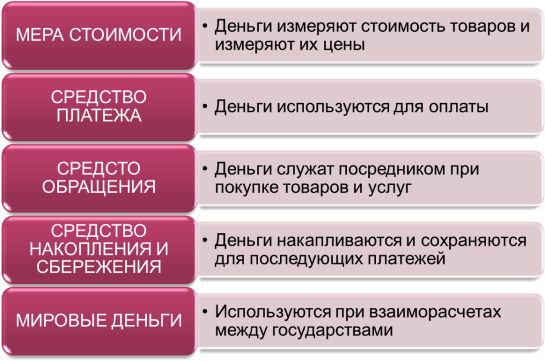 МЕРА СТОИМОСТИ
• Деньги измеряют стоимость товаров и
измеряют их цены
СРЕДСТВО
ПЛАТЕЖА
• Деньги используются для оплаты
СРЕДСТО
ОБРАЩЕНИЯ
• Деньги служат посредником при
покупке товаров и услуг
СРЕДСТВО
НАКОПЛЕНИЯ И
СБЕРЕЖЕНИЯ
• Деньги накапливаются и сохраняются
для последующих платежей
МИРОВЫЕ ДЕНЬГИ
• Используются при взаиморасчетах
между государствами